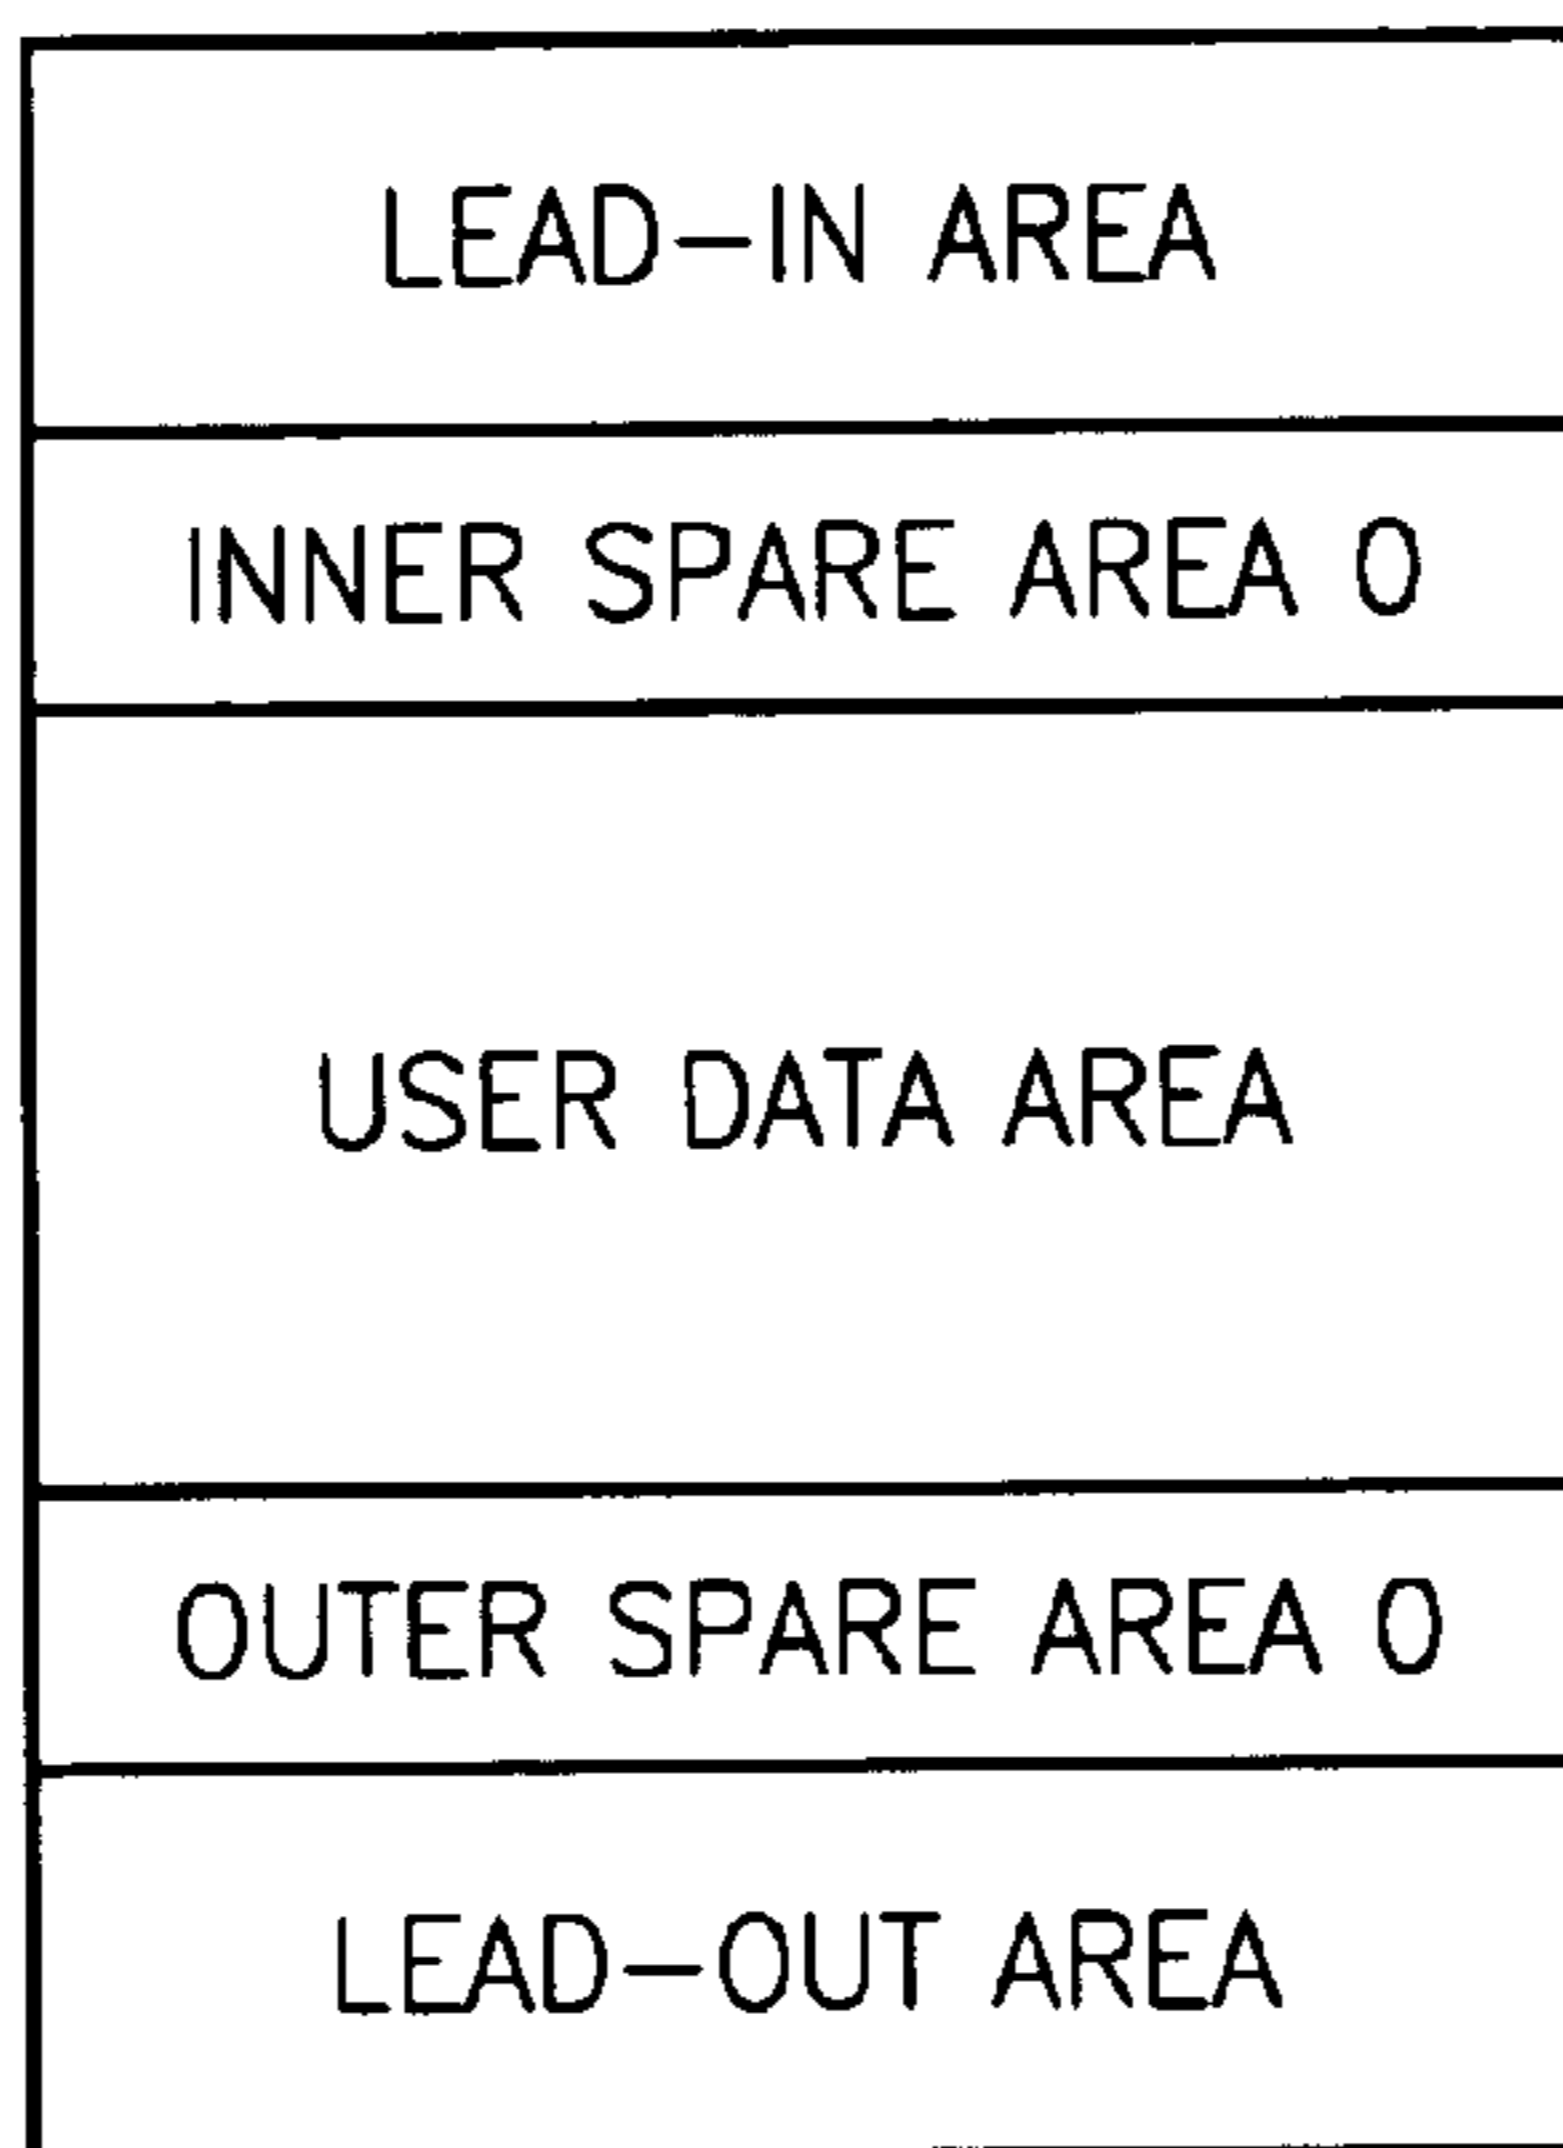 LEAD-IN AREA
INNER SPARE AREA 0
USER DATA AREA
OUTER SPARE AREA 0
LEAD-OUT AREA